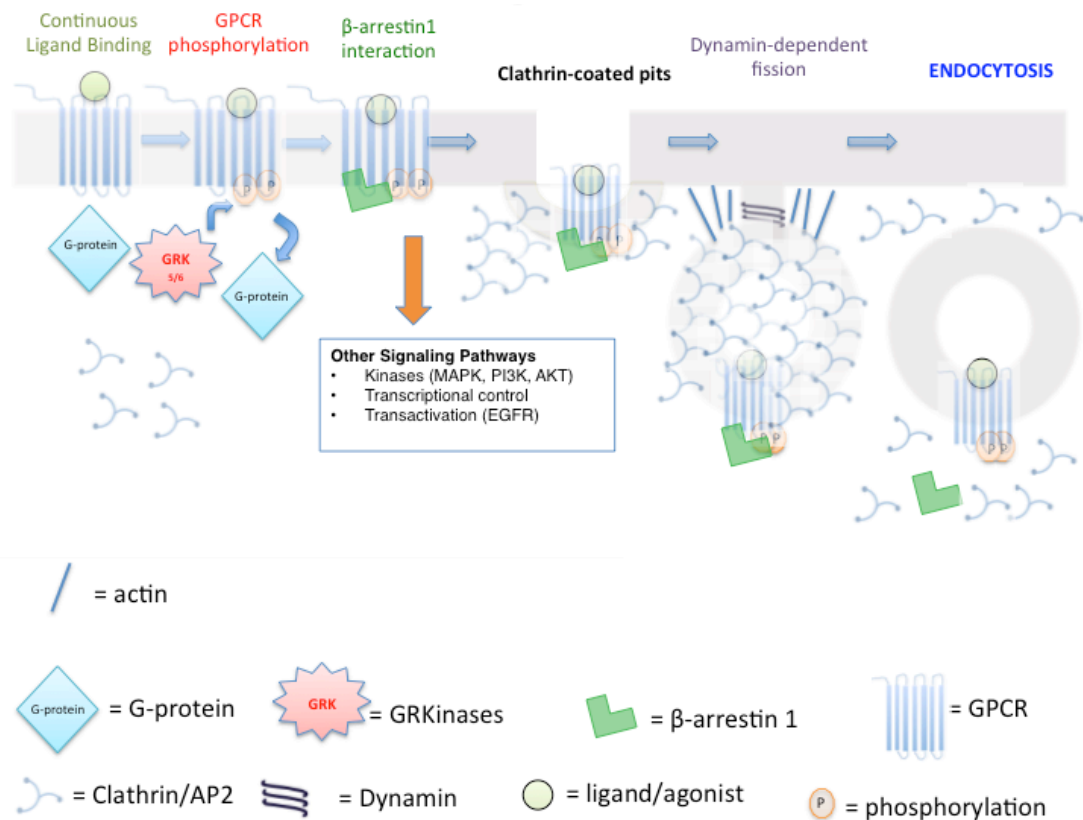 Continuous
Ligand Binding
GPCR
phosphorylation
β-arrestin1
interaction
Clathrin-coated pits
Dynamin-dependent
fission
ENDOCYTOSIS
P P
P P
P
G-protein
GRK
5/6
G-protein
Other Signaling Pathways
• Kinases (MAPK, PI3K, AKT)
• Transcriptional control
• Transactivation (EGFR)
P P
P P
= actin
G-protein = G-protein
GRK = GRKinases
= β-arrestin 1
= GPCR
= Clathrin/AP2
= Dynamin
= ligand/agonist
P = phosphorylation